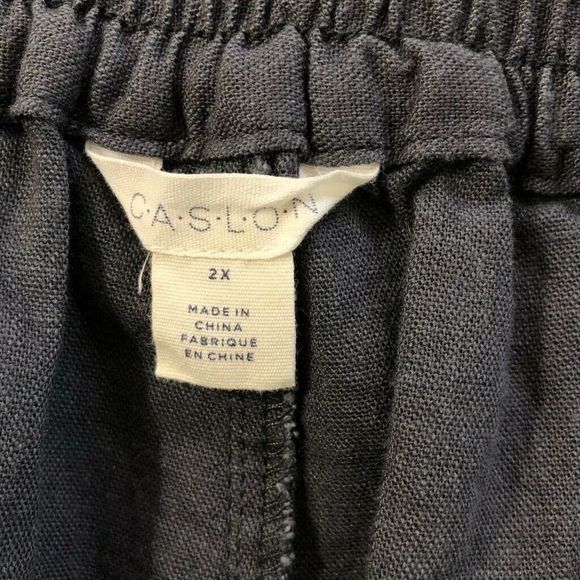 C·A·S·L·O·N
2X
MADE IN
CHINA
FABRIQUE
EN CHINE